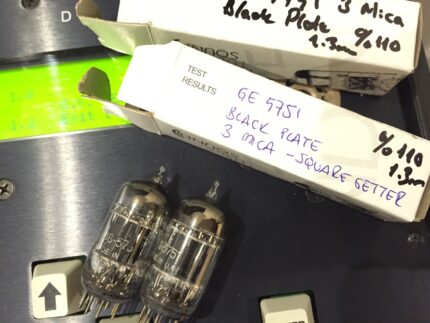 D
3 Mica
Black Plate
% 110
1.3m
TEST
RESULTS
GE 5751
BLACK PLATE
3 MICA - SQUARE GETTER
% 110
1.3m
5751